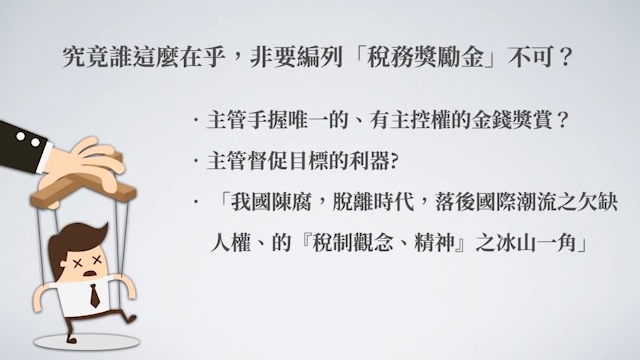 究竟誰這麼在乎，非要編列「稅務獎勵金」不可？
·主管手握唯一的、有主控權的金錢獎賞？
·主管督促目標的利器?
·「我國陳腐，脫離時代，落後國際潮流之欠缺
人權、的『稅制觀念、精神』之冰山一角」